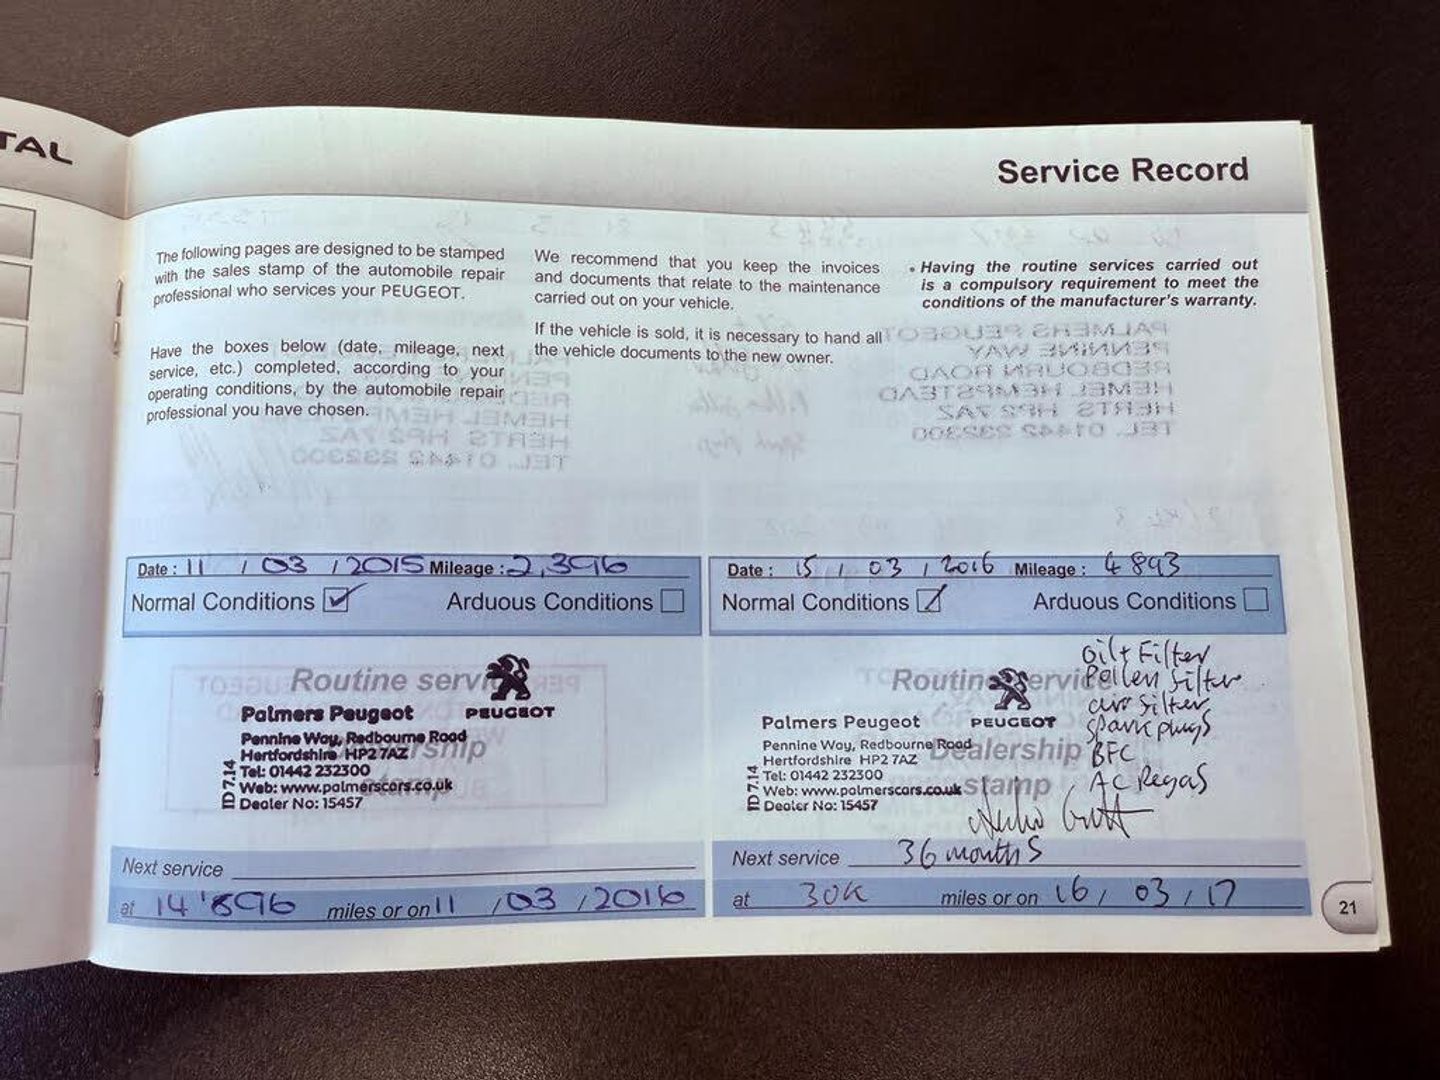 TAL
Service Record
The following pages are designed to be stamped
with the sales stamp of the automobile repair
professional who services your PEUGEOT.
Have the boxes below (date, mileage, next
service, etc.) completed, according to your
operating conditions, by the automobile repair
professional you have chosen.
We recommend that you keep the invoices
and documents that relate to the maintenance
carried out on your vehicle.
If the vehicle is sold, it is necessary to hand all
the vehicle documents to the new owner.
• Having the routine services carried out
is a compulsory requirement to meet the
conditions of the manufacturer's warranty.
Date : 11 / 03 / 2015 Mileage : 2,396
Normal Conditions Arduous Conditions
Routine service
Dealership
stamp
Palmers Peugeot PEUGEOT
Pennine Way, Redbourne Road
Hertfordshire HP2 7AZ
Tel: 01442 232300
Web: www.palmerscars.co.uk
Dealer No: 15457
ID 7.14
Next service
at 14'896 miles or on 11 / 03 / 2016
Date : 15 / 03 / 2016 Mileage : 4893
Normal Conditions Arduous Conditions
Routine service
Dealership
stamp
Palmers Peugeot PEUGEOT
Pennine Way, Redbourne Road
Hertfordshire HP2 7AZ
Tel: 01442 232300
Web: www.palmerscars.co.uk
Dealer No: 15457
ID 7.14
Oil + Filter
Pollen Filter
air filter
spark plugs
BFC
AC Regas
Next service 36 months
at 30K miles or on 16 / 03 / 17
21